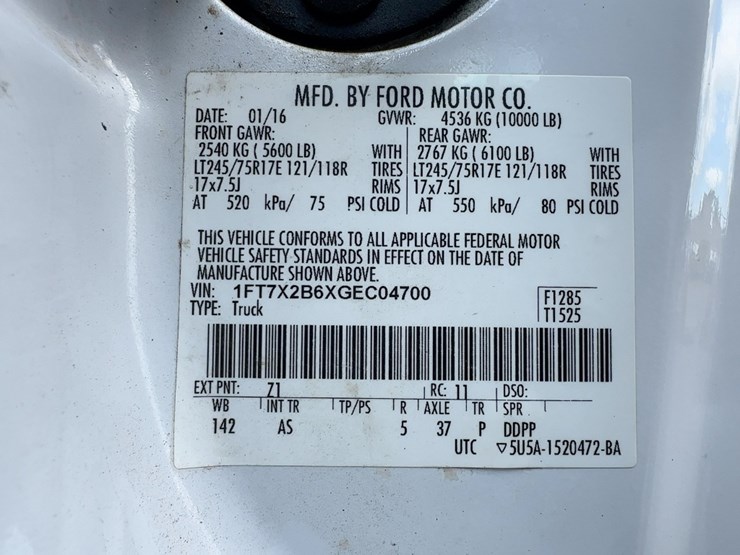 MFD. BY FORD MOTOR CO.
DATE: 01/16 GVWR: 4536 KG (10000 LB)
FRONT GAWR: REAR GAWR:
2540 KG ( 5600 LB) WITH 2767 KG ( 6100 LB) WITH
LT245/75R17E 121/118R TIRES LT245/75R17E 121/118R TIRES
17x7.5J RIMS 17x7.5J RIMS
AT 520 kPa/ 75 PSI COLD AT 550 kPa/ 80 PSI COLD
THIS VEHICLE CONFORMS TO ALL APPLICABLE FEDERAL MOTOR
VEHICLE SAFETY STANDARDS IN EFFECT ON THE DATE OF
MANUFACTURE SHOWN ABOVE.
VIN: 1FT7X2B6XGEC04700 F1285
TYPE: Truck T1525
EXT PNT: Z1 RC: 11 DSO:
WB INT TR TP/PS R AXLE TR SPR
142 AS 5 37 P DDPP
UTC ▽5U5A-1520472-BA